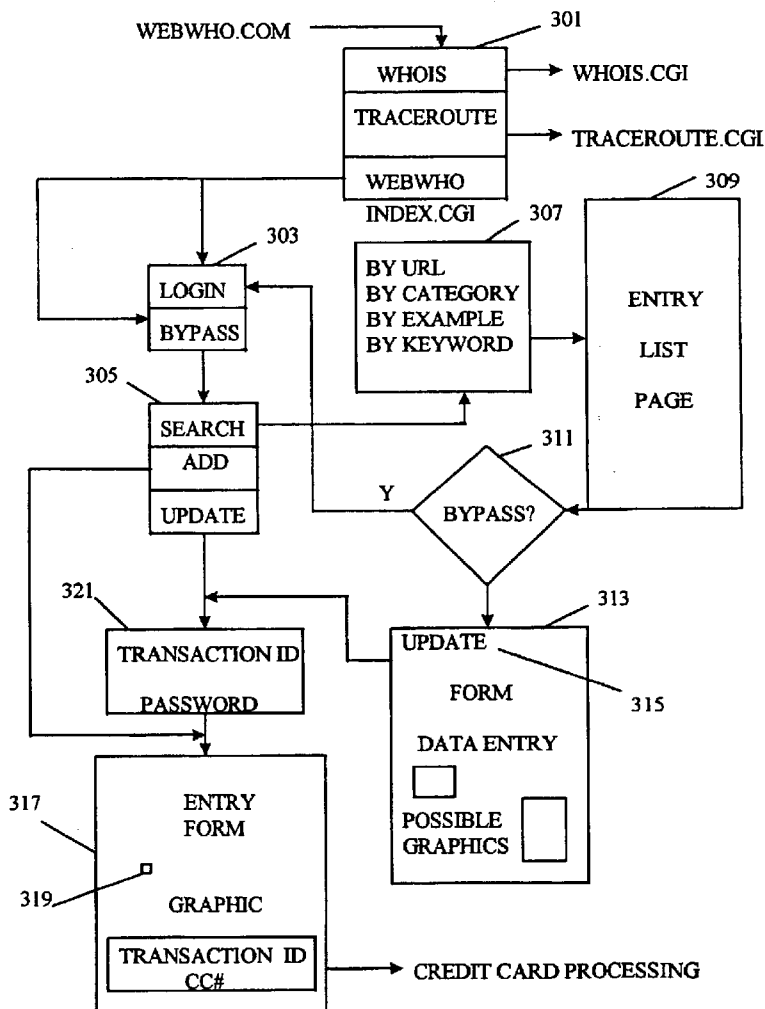 301
WEBWHO.COM
WHOIS
WHOIS.CGI
TRACEROUTE
TRACEROUTE.CGI
WEBWHO
INDEX.CGI
303
LOGIN
BYPASS
307
BY URL
BY CATEGORY
BY EXAMPLE
BY KEYWORD
309
ENTRY
LIST
PAGE
305
SEARCH
ADD
UPDATE
311
Y
BYPASS?
321
TRANSACTION ID
PASSWORD
313
UPDATE
315
FORM
DATA ENTRY
POSSIBLE
GRAPHICS
317
ENTRY
FORM
319
GRAPHIC
TRANSACTION ID
CC#
CREDIT CARD PROCESSING